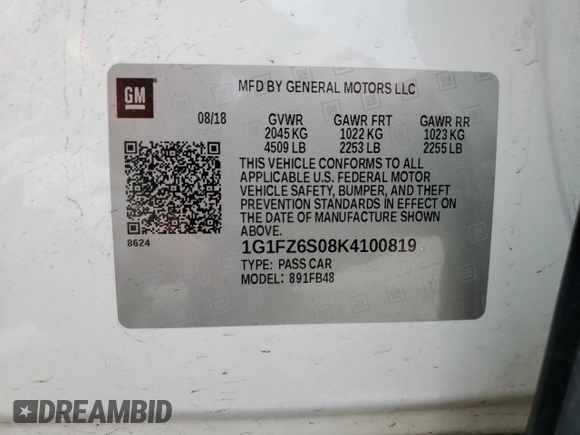 GM
MFD BY GENERAL MOTORS LLC
08/18 GVWR GAWR FRT GAWR RR
2045 KG 1022 KG 1023 KG
4509 LB 2253 LB 2255 LB
THIS VEHICLE CONFORMS TO ALL
APPLICABLE U.S. FEDERAL MOTOR
VEHICLE SAFETY, BUMPER, AND THEFT
PREVENTION STANDARDS IN EFFECT ON
THE DATE OF MANUFACTURE SHOWN
ABOVE.
8624
1G1FZ6S08K4100819
TYPE: PASS CAR
MODEL: 891FB48
DREAMBID